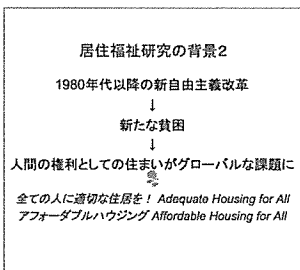 居住福祉研究の背景2
1980年代以降の新自由主義改革
↓
新たな貧困
↓
人間の権利としての住まいがグローバルな課題に
全ての人に適切な住居を！ Adequate Housing for All
アフォーダブルハウジング Affordable Housing for All